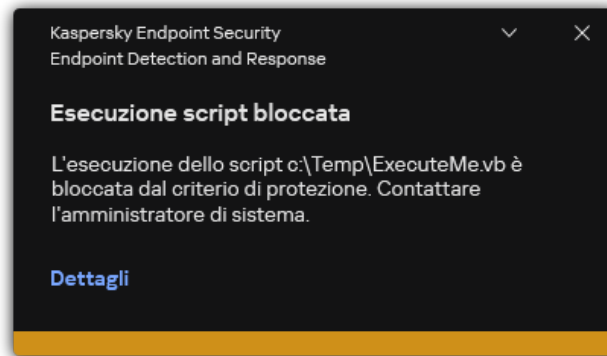 Kaspersky Endpoint Security
Endpoint Detection and Response
Esecuzione script bloccata
L'esecuzione dello script c:\Temp\ExecuteMe.vb è
bloccata dal criterio di protezione. Contattare
l'amministratore di sistema.
Dettagli